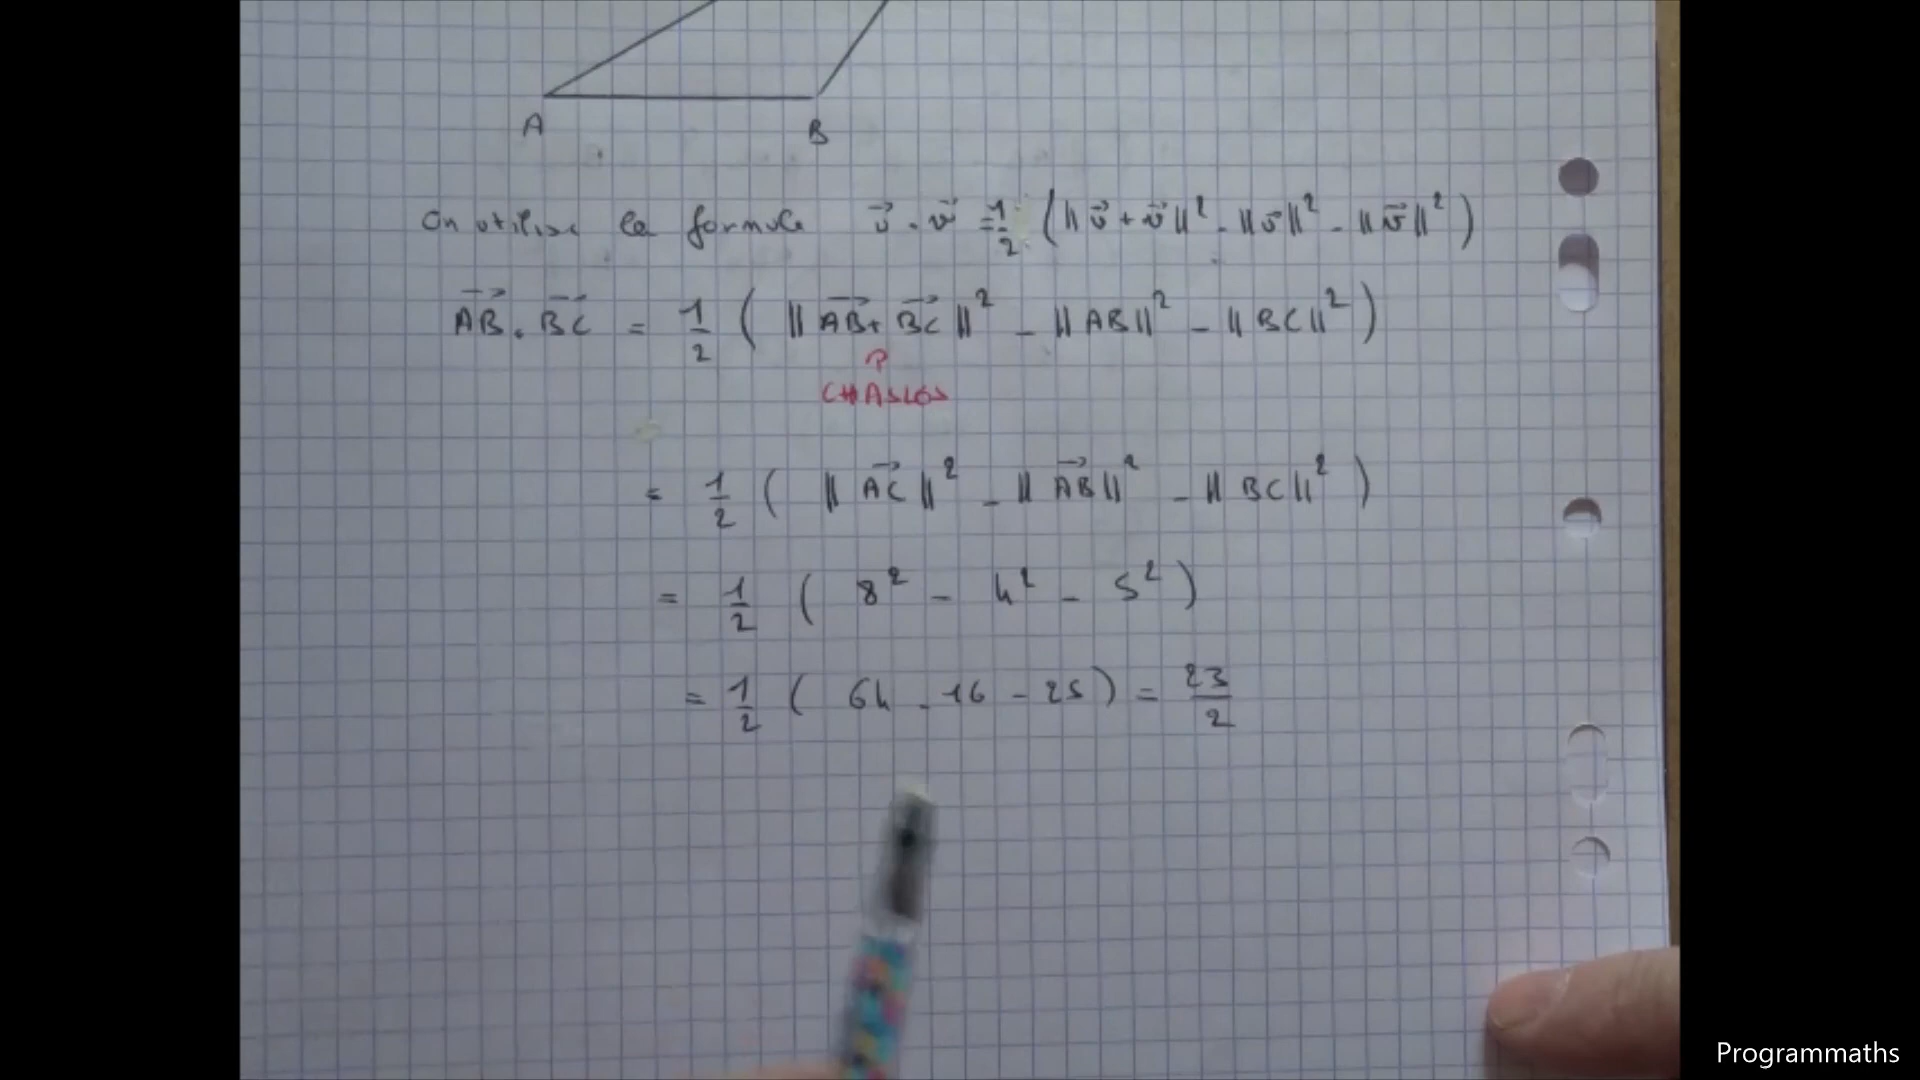 A B
On utilise la formule u⃗ . v⃗ = 1/2 (||u⃗ + v⃗||² - ||u⃗||² - ||v⃗||²)
AB⃗ . BC⃗ = 1/2 ( || AB⃗ + BC⃗ ||² - || AB ||² - || BC ||² )
CHASLES
= 1/2 ( || AC⃗ ||² - || AB⃗ ||² - || BC ||² )
= 1/2 ( 8² - 4² - 5² )
= 1/2 ( 64 - 16 - 25 ) = 23/2
Programmaths